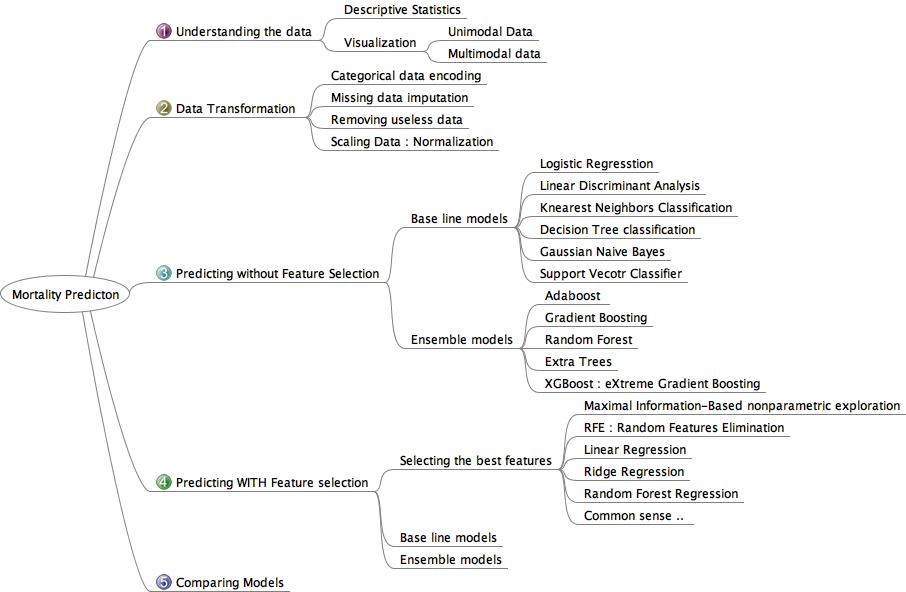 Mortality Predicton
1 Understanding the data
Descriptive Statistics
Visualization
Unimodal Data
Multimodal data
2 Data Transformation
Categorical data encoding
Missing data imputation
Removing useless data
Scaling Data : Normalization
3 Predicting without Feature Selection
Base line models
Logistic Regresstion
Linear Discriminant Analysis
Knearest Neighbors Classification
Decision Tree classification
Gaussian Naive Bayes
Support Vecotr Classifier
Ensemble models
Adaboost
Gradient Boosting
Random Forest
Extra Trees
XGBoost : eXtreme Gradient Boosting
4 Predicting WITH Feature selection
Selecting the best features
Maximal Information-Based nonparametric exploration
RFE : Random Features Elimination
Linear Regression
Ridge Regression
Random Forest Regression
Common sense ..
Base line models
Ensemble models
5 Comparing Models